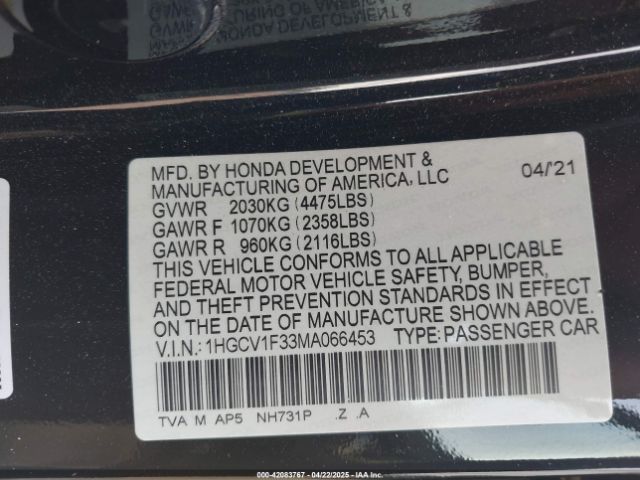 MFD. BY HONDA DEVELOPMENT &
MANUFACTURING OF AMERICA, LLC 04/'21
GVWR 2030KG (4475LBS)
GAWR F 1070KG (2358LBS)
GAWR R 960KG (2116LBS)
THIS VEHICLE CONFORMS TO ALL APPLICABLE
FEDERAL MOTOR VEHICLE SAFETY, BUMPER,
AND THEFT PREVENTION STANDARDS IN EFFECT
ON THE DATE OF MANUFACTURE SHOWN ABOVE.
V.I.N.: 1HGCV1F33MA066453 TYPE: PASSENGER CAR
TVA M AP5 NH731P .Z .A
000-42083767 - 04/22/2025 - IAA Inc.